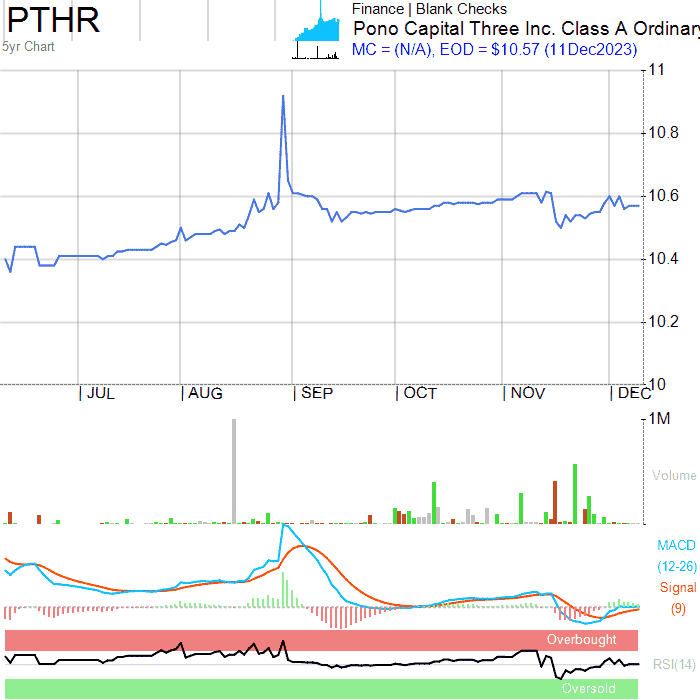 PTHR
5yr Chart
Finance | Blank Checks
Pono Capital Three Inc. Class A Ordinary
MC = (N/A), EOD = $10.57 (11Dec2023)
11
10.8
10.6
10.4
10.2
10
| JUL | AUG | SEP | OCT | NOV | DEC
1M
Volume
MACD
(12-26)
Signal
(9)
Overbought
RSI(14)
Oversold